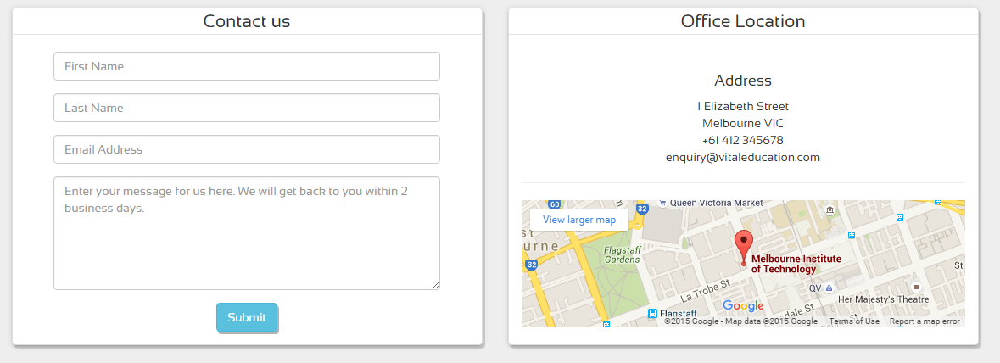 Contact us
First Name
Last Name
Email Address
Enter your message for us here. We will get back to you within 2
business days.
Submit
Office Location
Address
1 Elizabeth Street
Melbourne VIC
+61 412 345678
enquiry@vitaleducation.com
60
32
Queen Victoria Market
View larger map
urne
Flagstaff
Gardens
32
Melbourne Institute
of Technology
St
La Trobe St
QV
Her Majesty's Theatre
Google
Flagstaff
dale St
©2015 Google - Map data ©2015 Google
Terms of Use
Report a map error